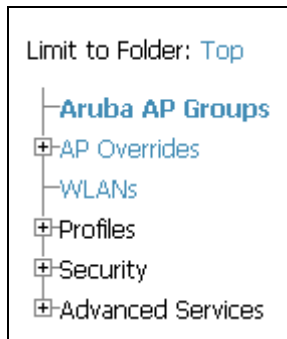 Limit to Folder: Top
Aruba AP Groups
AP Overrides
WLANs
Profiles
Security
Advanced Services